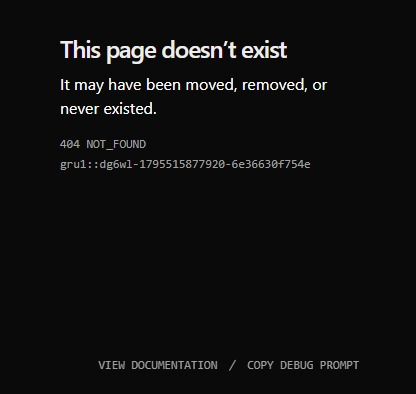 This page doesn’t exist
It may have been moved, removed, or
never existed.
404 NOT_FOUND
gru1::dg6wl-1795515877920-6e36630f754e
VIEW DOCUMENTATION / COPY DEBUG PROMPT